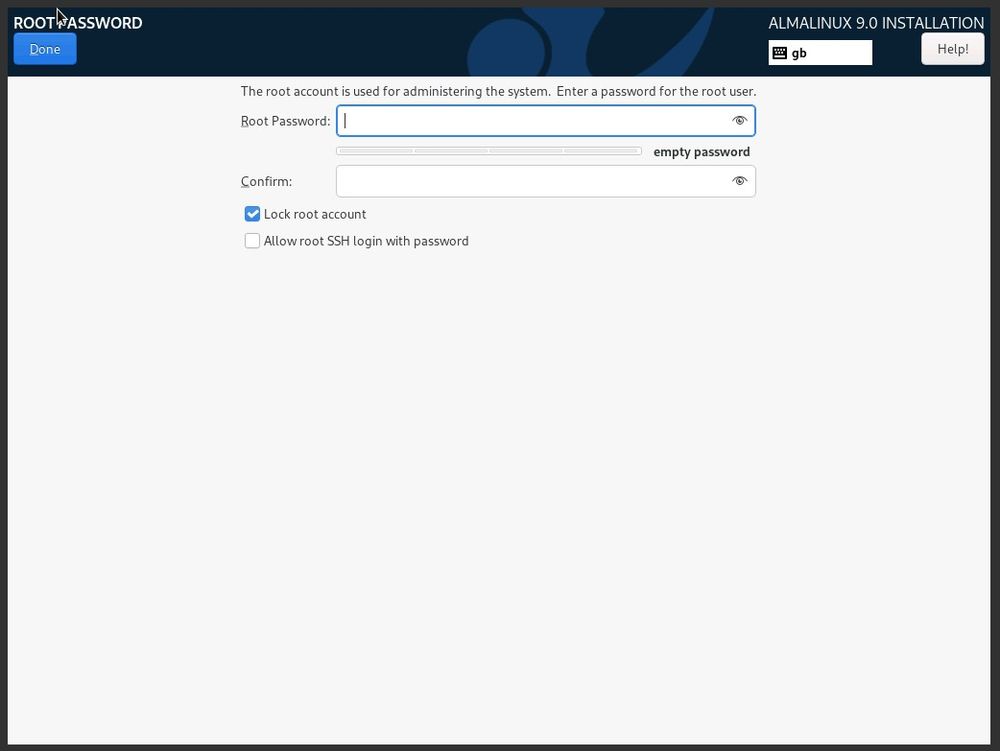 ROOT PASSWORD
ALMALINUX 9.0 INSTALLATION
Done
gb
Help!
The root account is used for administering the system.  Enter a password for the root user.
Root Password:
empty password
Confirm:
Lock root account
Allow root SSH login with password